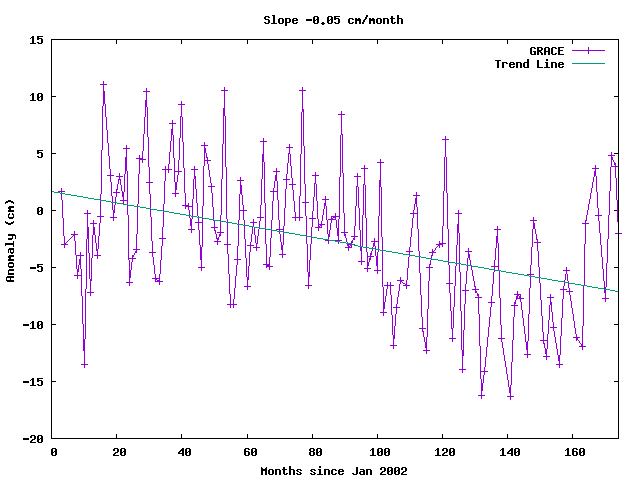 Slope -0.05 cm/month
GRACE
Trend Line
15
10
5
0
-5
-10
-15
-20
Anomaly (cm)
0 20 40 60 80 100 120 140 160
Months since Jan 2002